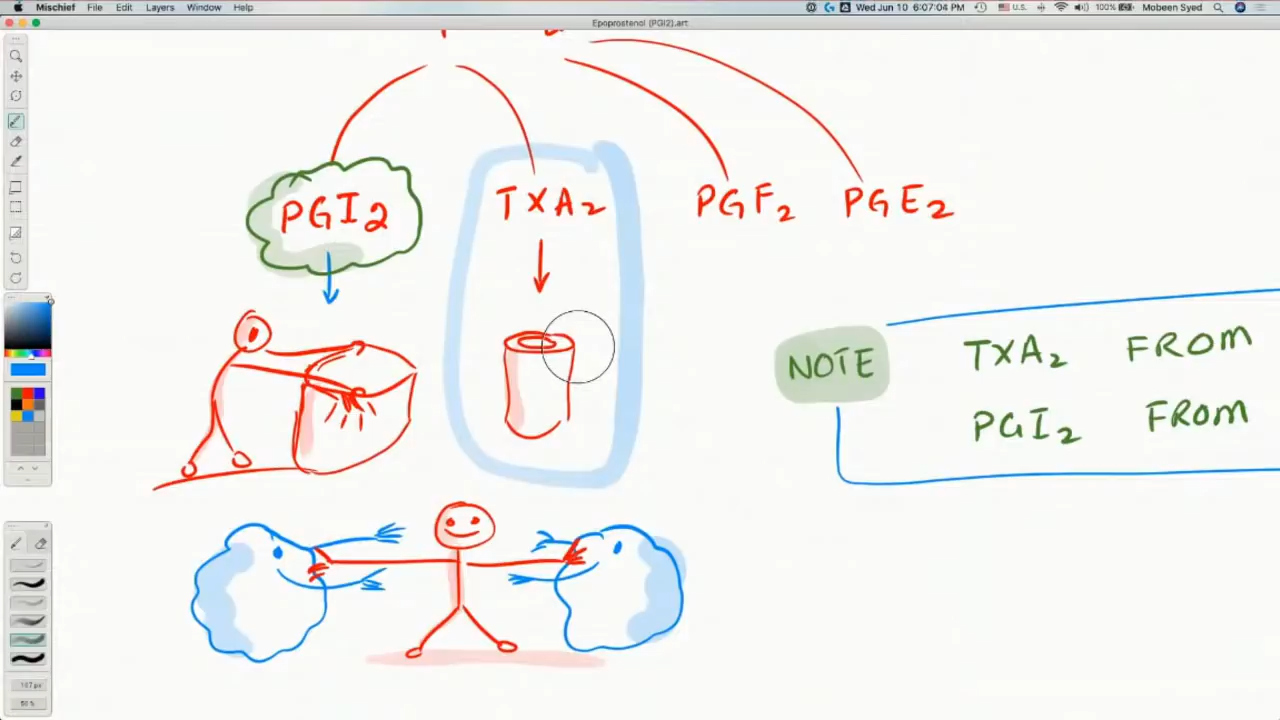 Mischief File Edit Layers Window Help U.S. 100% Wed Jun 10 6:07:04 PM Mobeen Syed
Epoprostenol (PGI2).art
PGI2 TXA2 PGF2 PGE2
NOTE
TXA2 FROM
PGI2 FROM